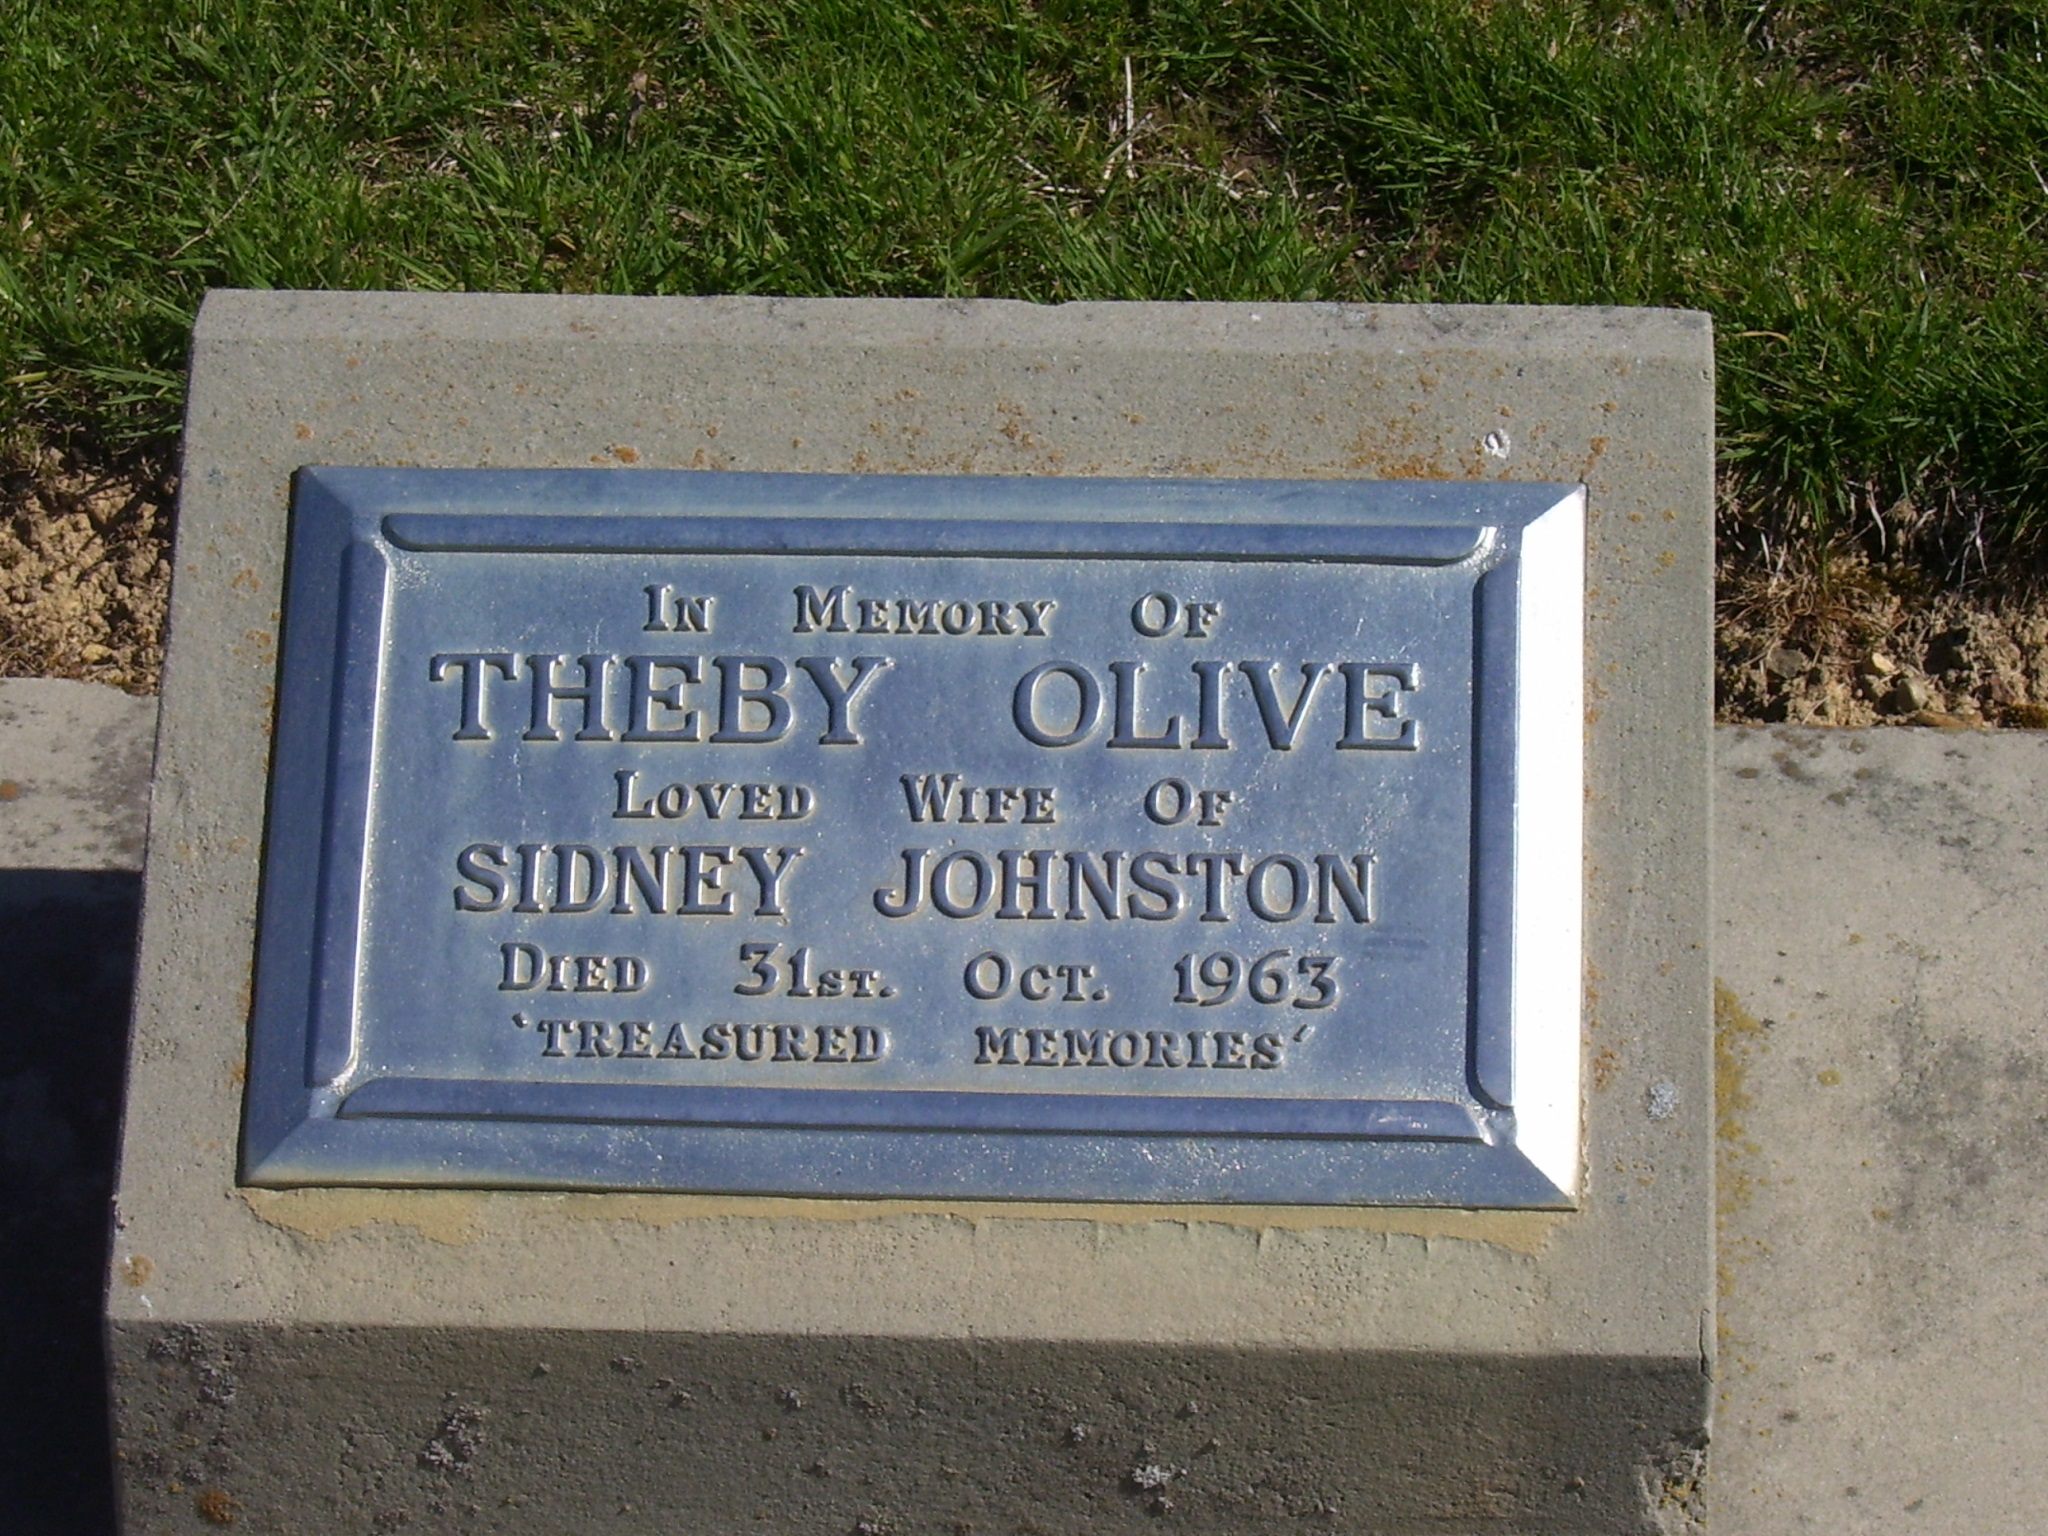 In Memory Of
THEBY OLIVE
Loved Wife Of
SIDNEY JOHNSTON
Died 31st. Oct. 1963
'TREASURED MEMORIES'